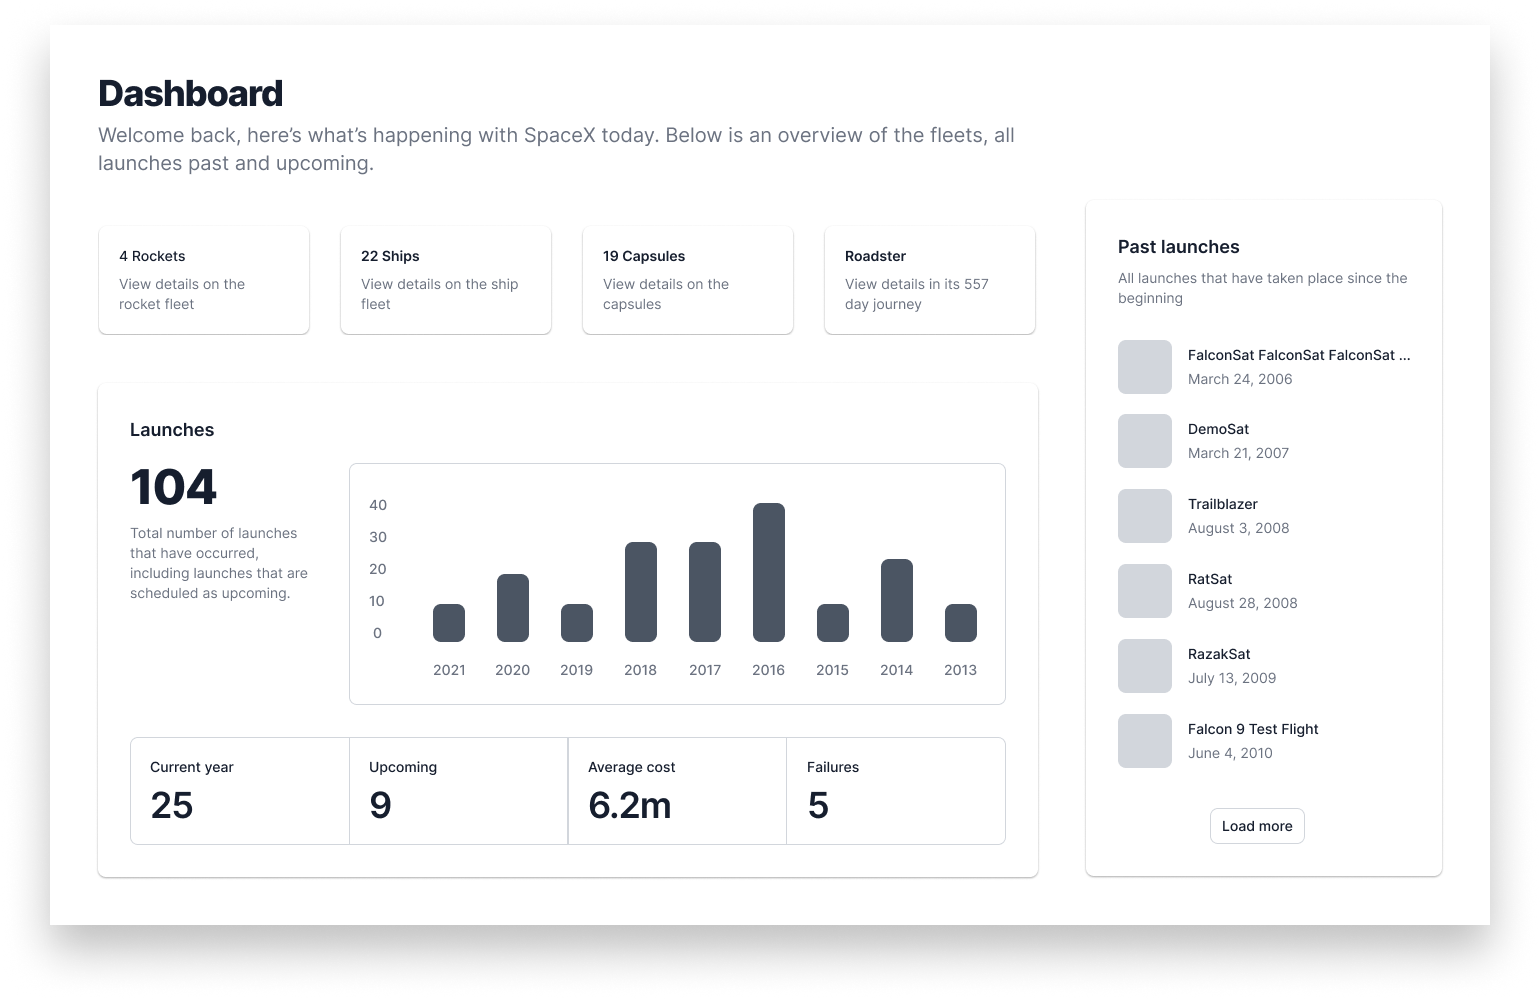 Dashboard
Welcome back, here’s what’s happening with SpaceX today. Below is an overview of the fleets, all
launches past and upcoming.
4 Rockets
View details on the
rocket fleet
22 Ships
View details on the ship
fleet
19 Capsules
View details on the
capsules
Roadster
View details in its 557
day journey
Launches
104
Total number of launches
that have occurred,
including launches that are
scheduled as upcoming.
40
30
20
10
0
2021 2020 2019 2018 2017 2016 2015 2014 2013
Current year
25
Upcoming
9
Average cost
6.2m
Failures
5
Past launches
All launches that have taken place since the
beginning
FalconSat FalconSat FalconSat ...
March 24, 2006
DemoSat
March 21, 2007
Trailblazer
August 3, 2008
RatSat
August 28, 2008
RazakSat
July 13, 2009
Falcon 9 Test Flight
June 4, 2010
Load more